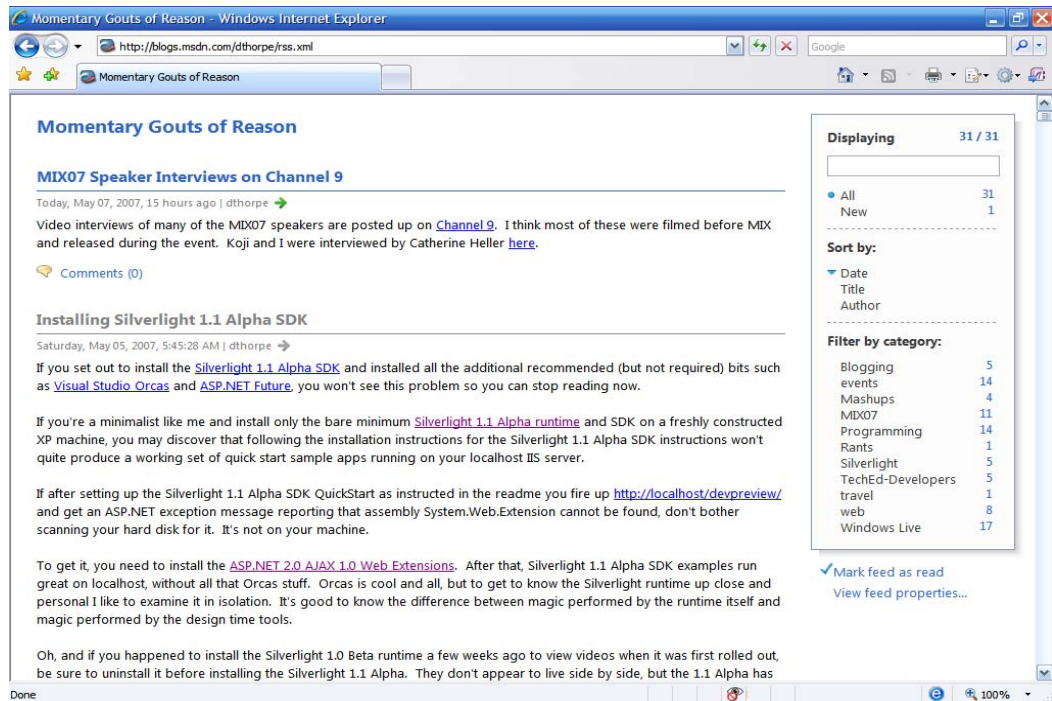 Momentary Gouts of Reason - Windows Internet Explorer
http://blogs.msdn.com/dthorpe/rss.xml
Google
Momentary Gouts of Reason
Momentary Gouts of Reason
MIX07 Speaker Interviews on Channel 9
Today, May 07, 2007, 15 hours ago | dthorpe
Video interviews of many of the MIX07 speakers are posted up on Channel 9.  I think most of these were filmed before MIX
and released during the event.  Koji and I were interviewed by Catherine Heller here.
Comments (0)
Installing Silverlight 1.1 Alpha SDK
Saturday, May 05, 2007, 5:45:28 AM | dthorpe
If you set out to install the Silverlight 1.1 Alpha SDK and installed all the additional recommended (but not required) bits such
as Visual Studio Orcas and ASP.NET Future, you won't see this problem so you can stop reading now.
If you're a minimalist like me and install only the bare minimum Silverlight 1.1 Alpha runtime and SDK on a freshly constructed
XP machine, you may discover that following the installation instructions for the Silverlight 1.1 Alpha SDK instructions won't
quite produce a working set of quick start sample apps running on your localhost IIS server.
If after setting up the Silverlight 1.1 Alpha SDK QuickStart as instructed in the readme you fire up http://localhost/devpreview/
and get an ASP.NET exception message reporting that assembly System.Web.Extension cannot be found, don't bother
scanning your hard disk for it.  It's not on your machine.
To get it, you need to install the ASP.NET 2.0 AJAX 1.0 Web Extensions.  After that, Silverlight 1.1 Alpha SDK examples run
great on localhost, without all that Orcas stuff.  Orcas is cool and all, but to get to know the Silverlight runtime up close and
personal I like to examine it in isolation.  It's good to know the difference between magic performed by the runtime itself and
magic performed by the design time tools.
Oh, and if you happened to install the Silverlight 1.0 Beta runtime a few weeks ago to view videos when it was first rolled out,
be sure to uninstall it before installing the Silverlight 1.1 Alpha.  They don't appear to live side by side, but the 1.1 Alpha has
Displaying 31 / 31
All 31
New 1
Sort by:
Date
Title
Author
Filter by category:
Blogging 5
events 14
Mashups 4
MIX07 11
Programming 14
Rants 1
Silverlight 5
TechEd-Developers 5
travel 1
web 8
Windows Live 17
Mark feed as read
View feed properties...
Done
100%